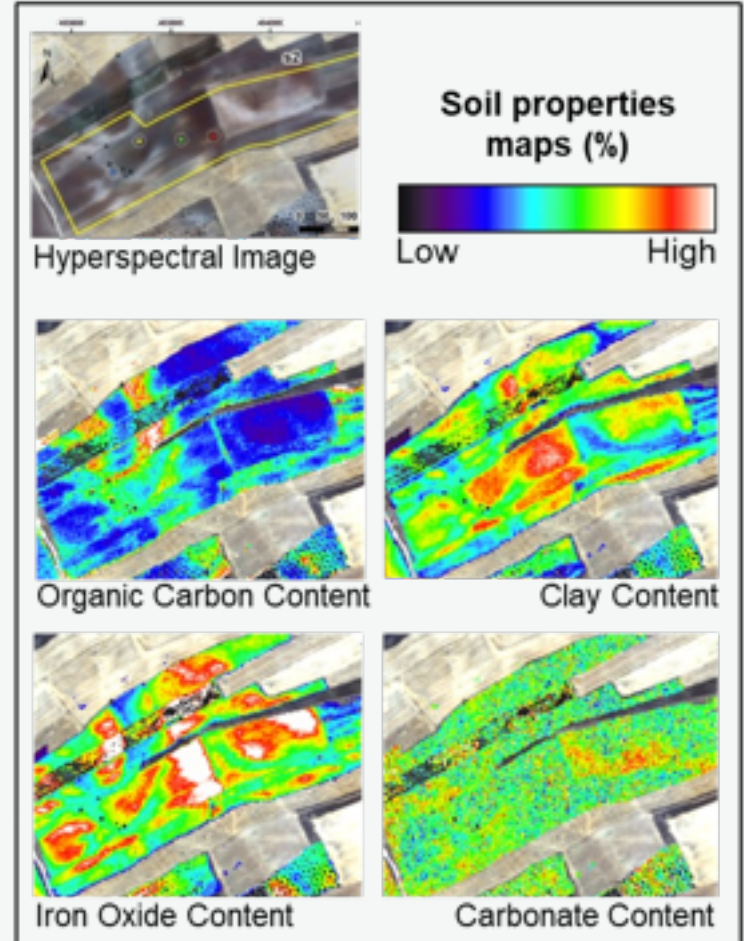 N
Soil properties
maps (%)
Low
High
Hyperspectral Image
Organic Carbon Content
Clay Content
Iron Oxide Content
Carbonate Content